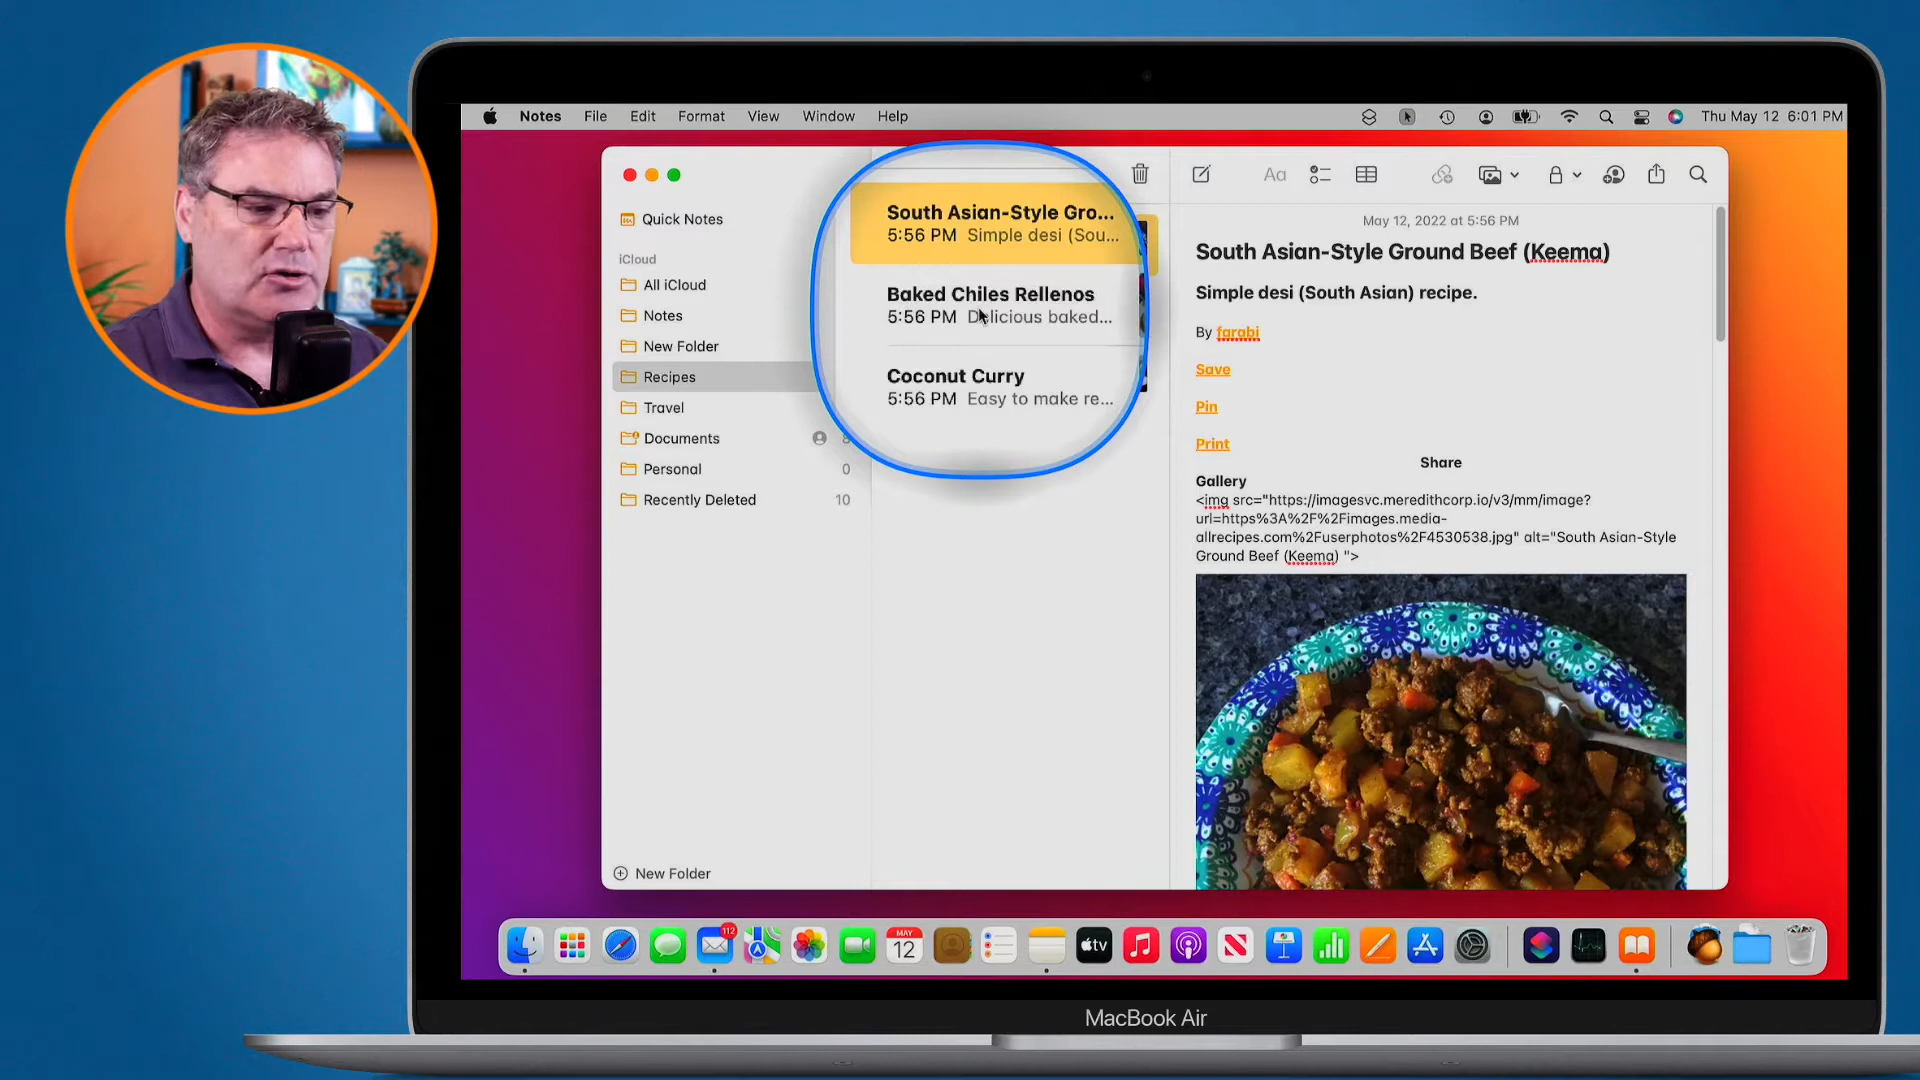 Notes File Edit Format View Window Help Thu May 12 6:01 PM
Quick Notes
iCloud
All iCloud
Notes
New Folder
Recipes
Travel
Documents 8
Personal 0
Recently Deleted 10
New Folder
South Asian-Style Gro...
5:56 PM Simple desi (Sou...
Baked Chiles Rellenos
5:56 PM Delicious baked...
Coconut Curry
5:56 PM Easy to make re...
Aa
May 12, 2022 at 5:56 PM
South Asian-Style Ground Beef (Keema)
Simple desi (South Asian) recipe.
By farabi
Save
Pin
Print
Share
Gallery
<img src="https://imagesvc.meredithcorp.io/v3/mm/image?
url=https%3A%2F%2Fimages.media-
allrecipes.com%2Fuserphotos%2F4530538.jpg" alt="South Asian-Style
Ground Beef (Keema) ">
112
MAY
12
tv
MacBook Air